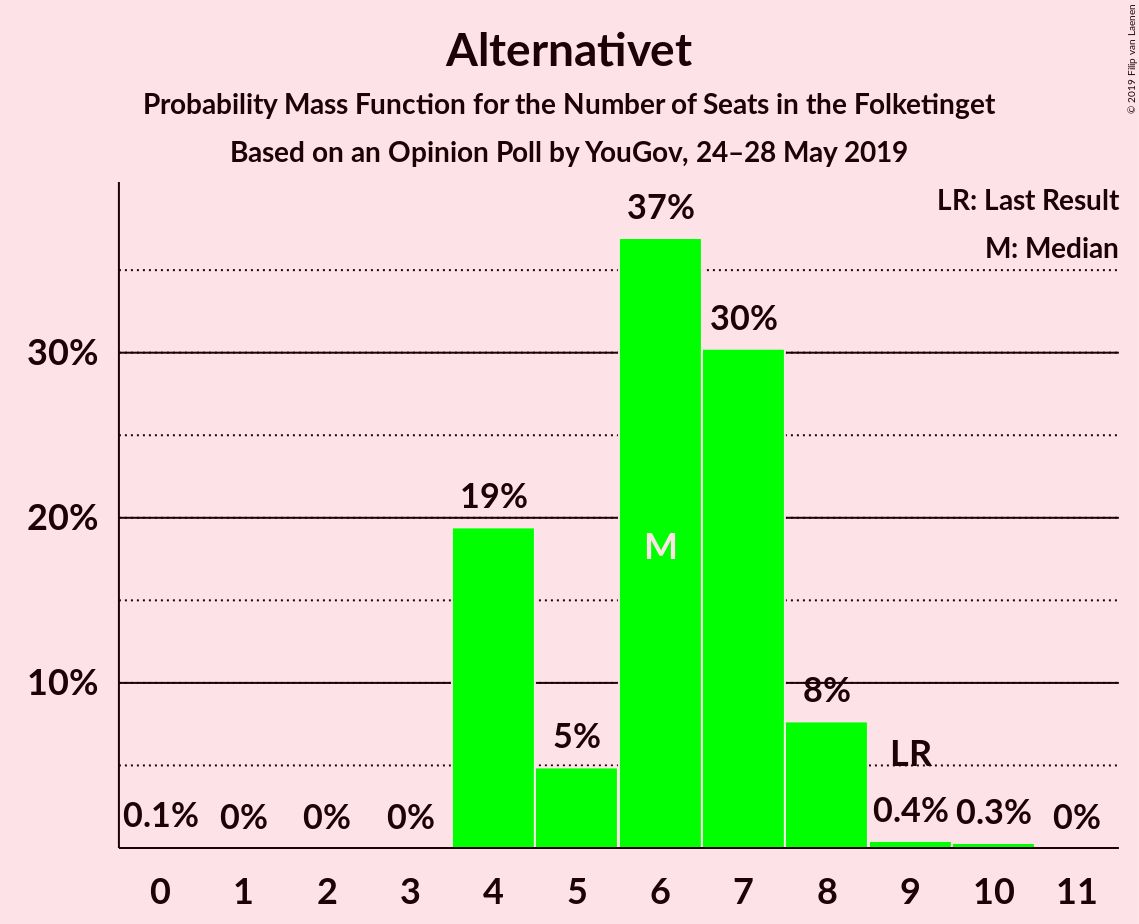 Alternativet
Probability Mass Function for the Number of Seats in the Folketinget
Based on an Opinion Poll by YouGov, 24–28 May 2019
© 2019 Filip van Laenen
LR: Last Result
M: Median
37%
30%
30%
19%
20%
M
10%
8%
5%
LR
0.1%
0%
0%
0%
0.4%
0.3%
0%
0 1 2 3 4 5 6 7 8 9 10 11